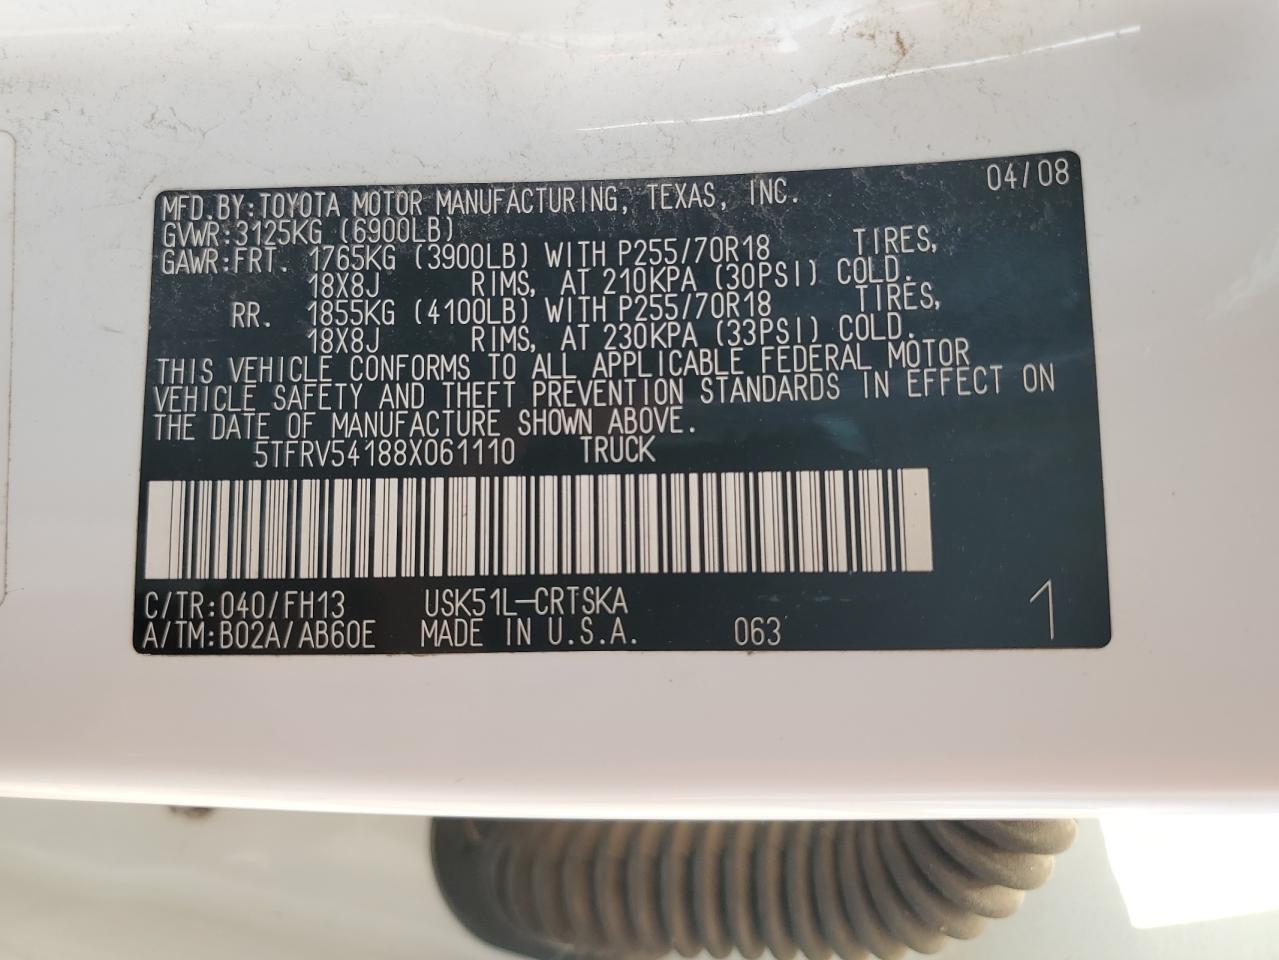 MFD.BY:TOYOTA MOTOR MANUFACTURING, TEXAS, INC. 04/08
GVWR:3125KG (6900LB)
GAWR:FRT. 1765KG (3900LB) WITH P255/70R18 TIRES,
18X8J RIMS, AT 210KPA (30PSI) COLD.
RR. 1855KG (4100LB) WITH P255/70R18 TIRES,
18X8J RIMS, AT 230KPA (33PSI) COLD.
THIS VEHICLE CONFORMS TO ALL APPLICABLE FEDERAL MOTOR
VEHICLE SAFETY AND THEFT PREVENTION STANDARDS IN EFFECT ON
THE DATE OF MANUFACTURE SHOWN ABOVE.
5TFRV54188X061110 TRUCK
C/TR:040/FH13 USK51L-CRTSKA
A/TM:B02A/AB60E MADE IN U.S.A. 063 1